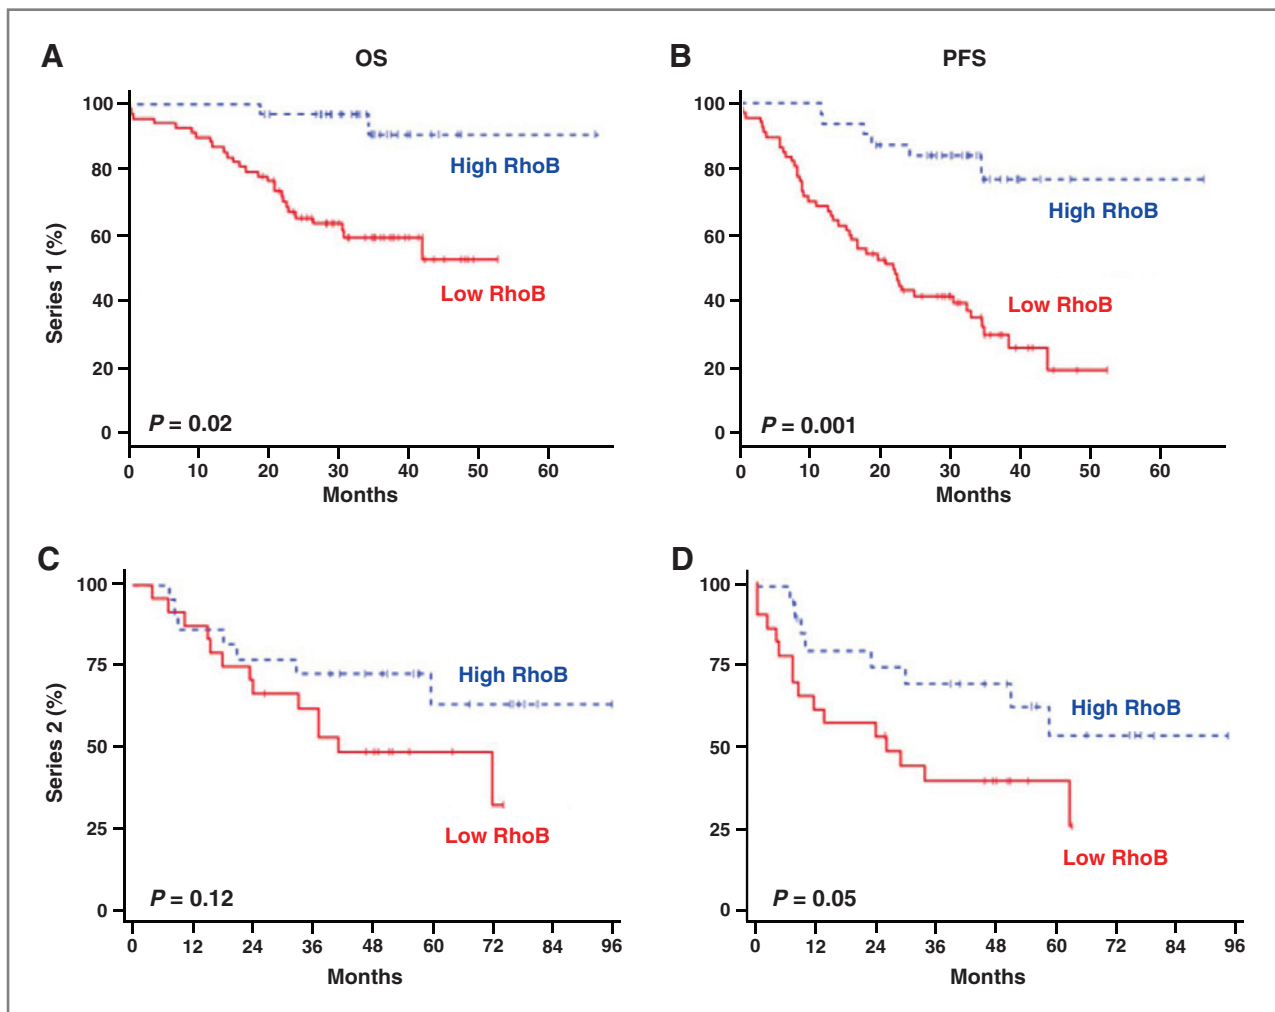 A
OS
100
80
60
40
20
0
Series 1 (%)
High RhoB
Low RhoB
P = 0.02
0 10 20 30 40 50 60
Months
B
PFS
100
80
60
40
20
0
High RhoB
Low RhoB
P = 0.001
0 10 20 30 40 50 60
Months
C
100
75
50
25
0
Series 2 (%)
High RhoB
Low RhoB
P = 0.12
0 12 24 36 48 60 72 84 96
Months
D
100
75
50
25
0
High RhoB
Low RhoB
P = 0.05
0 12 24 36 48 60 72 84 96
Months